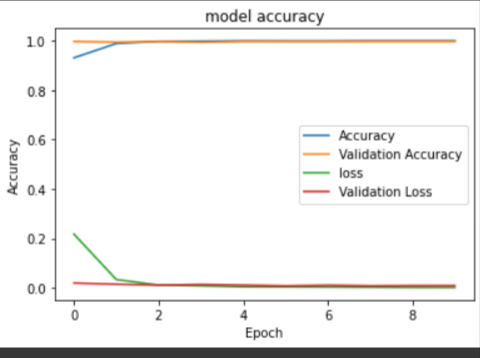 model accuracy
1.0
0.8
0.6
0.4
0.2
0.0
Accuracy
Accuracy
Validation Accuracy
loss
Validation Loss
0 2 4 6 8
Epoch